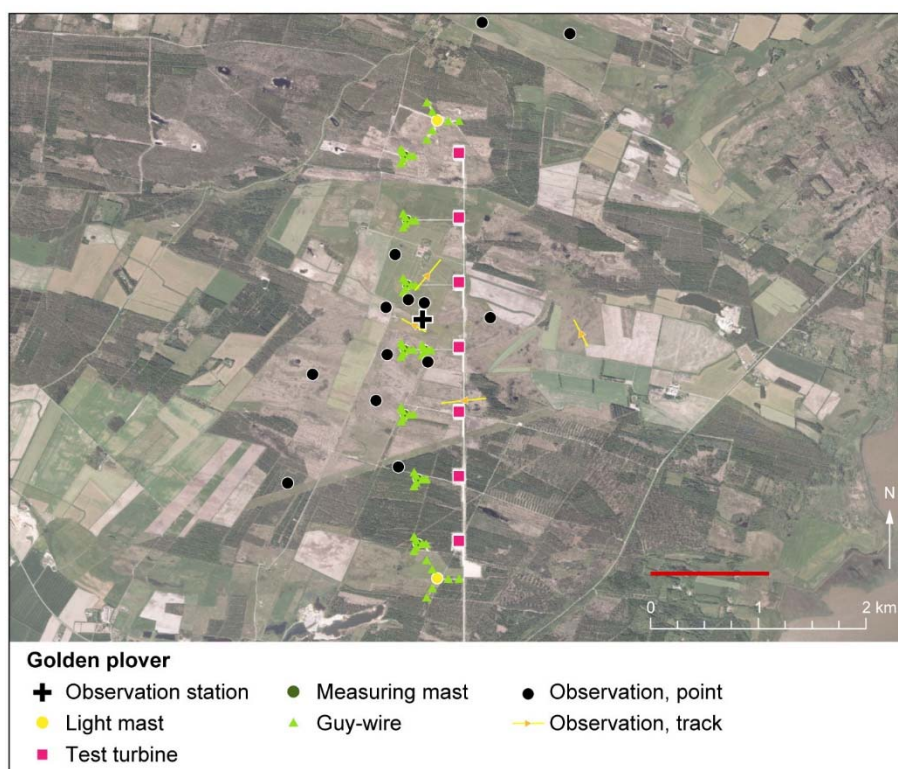 N
0 1 2 km
Golden plover
Observation station
Measuring mast
Observation, point
Light mast
Guy-wire
Observation, track
Test turbine